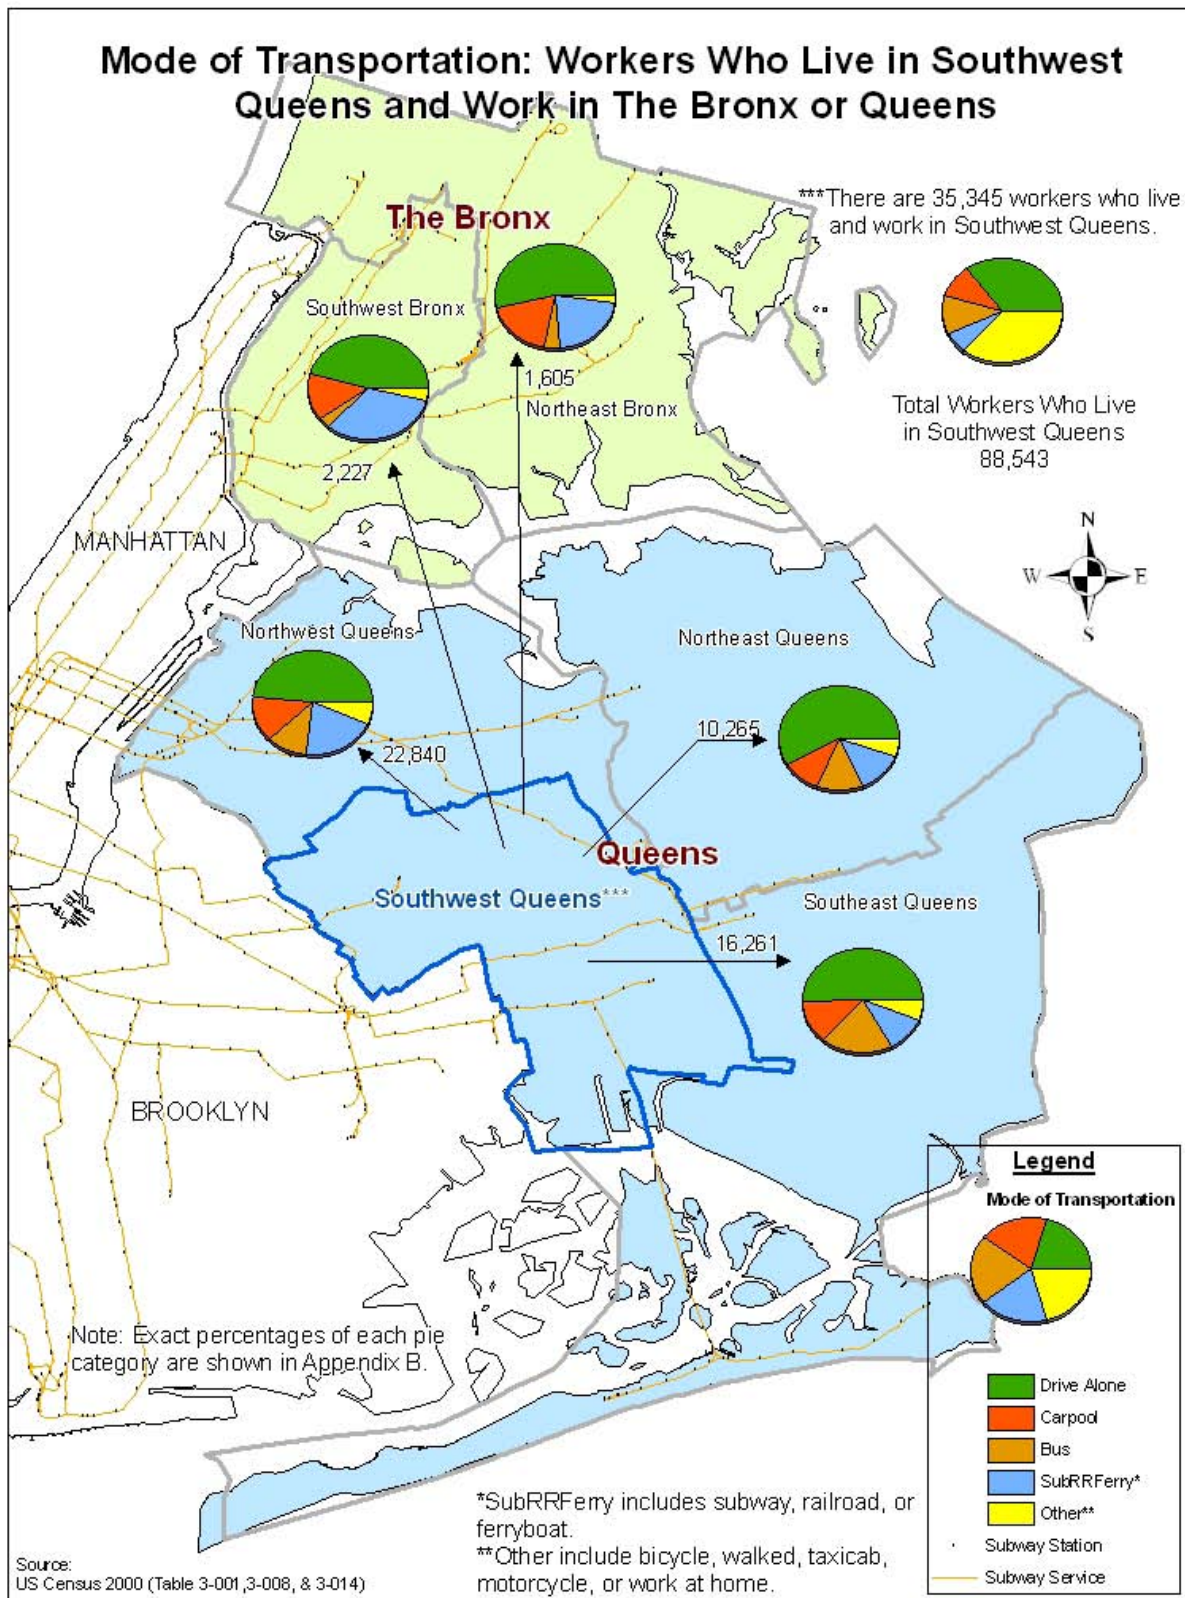 Mode of Transportation: Workers Who Live in Southwest
Queens and Work in The Bronx or Queens
***There are 35,345 workers who live
and work in Southwest Queens.
The Bronx
Southwest Bronx
1,605
Northeast Bronx
2,227
Total Workers Who Live
in Southwest Queens
88,543
MANHATTAN
N
W
E
S
Northwest Queens
Northeast Queens
22,840
10,265
Queens
Southwest Queens***
Southeast Queens
16,261
BROOKLYN
Legend
Mode of Transportation
Drive Alone
Carpool
Bus
SubRRFerry*
Other**
Subway Station
Subway Service
Note: Exact percentages of each pie
category are shown in Appendix B.
*SubRRFerry includes subway, railroad, or
ferryboat.
**Other include bicycle, walked, taxicab,
motorcycle, or work at home.
Source:
US Census 2000 (Table 3-001,3-008, & 3-014)